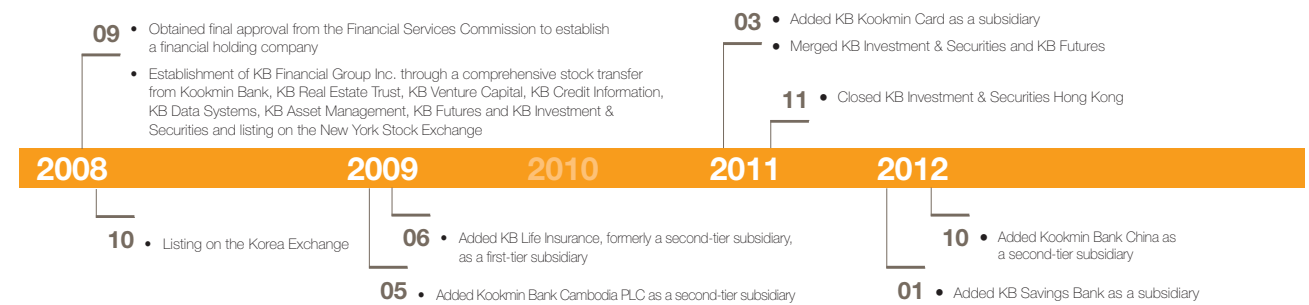 09 • Obtained final approval from the Financial Services Commission to establish
a financial holding company
• Establishment of KB Financial Group Inc. through a comprehensive stock transfer
from Kookmin Bank, KB Real Estate Trust, KB Venture Capital, KB Credit Information,
KB Data Systems, KB Asset Management, KB Futures and KB Investment &
Securities and listing on the New York Stock Exchange
03 • Added KB Kookmin Card as a subsidiary
• Merged KB Investment & Securities and KB Futures
11 • Closed KB Investment & Securities Hong Kong
2008 2009 2010 2011 2012
10 • Listing on the Korea Exchange
06 • Added KB Life Insurance, formerly a second-tier subsidiary,
as a first-tier subsidiary
05 • Added Kookmin Bank Cambodia PLC as a second-tier subsidiary
10 • Added Kookmin Bank China as
a second-tier subsidiary
01 • Added KB Savings Bank as a subsidiary